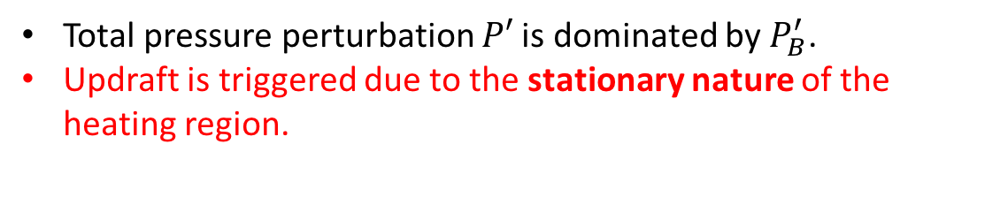 • Total pressure perturbation P′ is dominated by P′_B.
• Updraft is triggered due to the stationary nature of the
heating region.